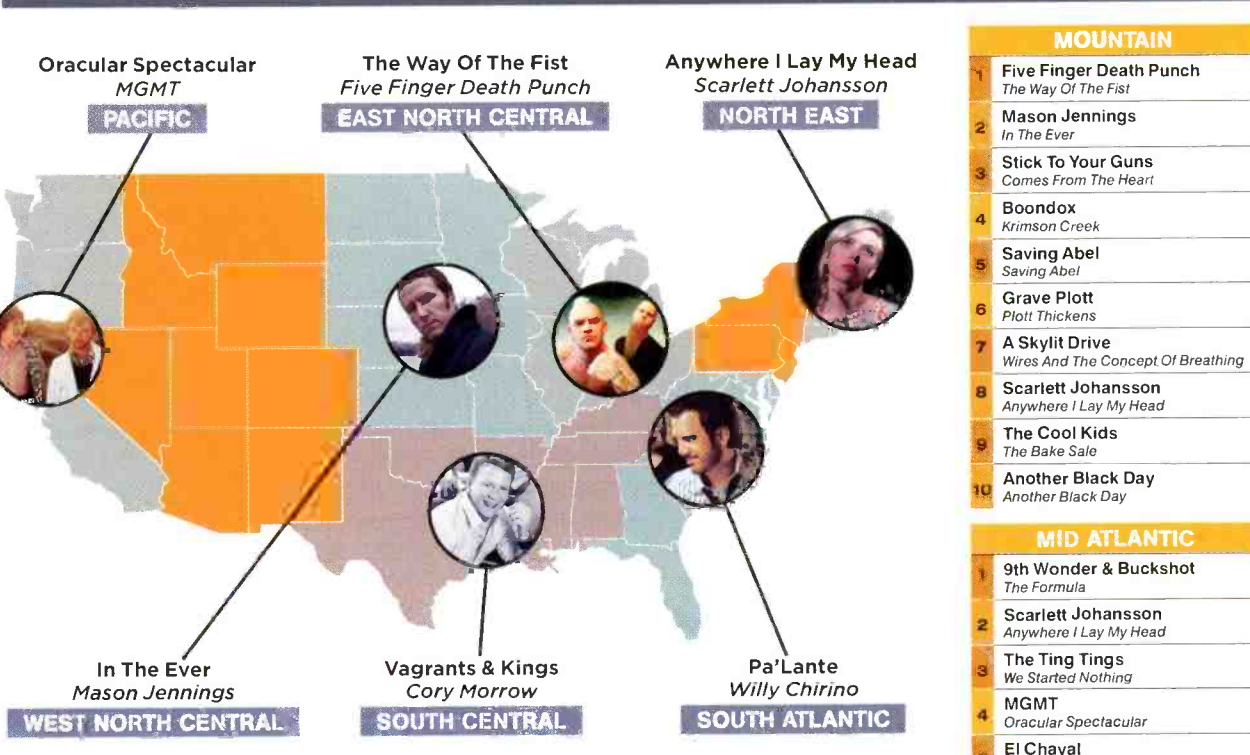 Oracular Spectacular
MGMT
PACIFIC
The Way Of The Fist
Five Finger Death Punch
EAST NORTH CENTRAL
Anywhere I Lay My Head
Scarlett Johansson
NORTH EAST
In The Ever
Mason Jennings
WEST NORTH CENTRAL
Vagrants & Kings
Cory Morrow
SOUTH CENTRAL
Pa'Lante
Willy Chirino
SOUTH ATLANTIC
MOUNTAIN
1 Five Finger Death Punch
The Way Of The Fist
2 Mason Jennings
In The Ever
3 Stick To Your Guns
Comes From The Heart
4 Boondox
Krimson Creek
5 Saving Abel
Saving Abel
6 Grave Plott
Plott Thickens
7 A Skylit Drive
Wires And The Concept Of Breathing
8 Scarlett Johansson
Anywhere I Lay My Head
9 The Cool Kids
The Bake Sale
10 Another Black Day
Another Black Day
MID ATLANTIC
1 9th Wonder & Buckshot
The Formula
2 Scarlett Johansson
Anywhere I Lay My Head
3 The Ting Tings
We Started Nothing
4 MGMT
Oracular Spectacular
El Chaval